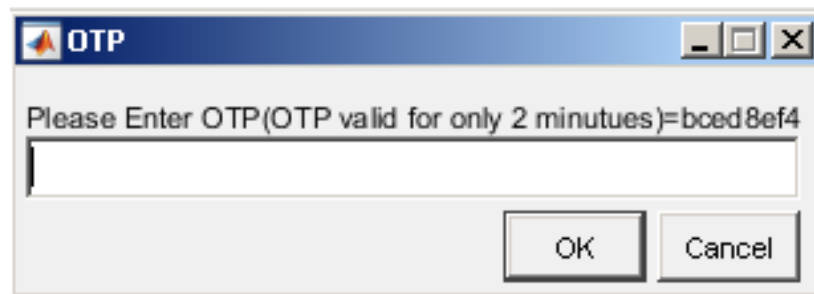 OTP
Please Enter OTP(OTP valid for only 2 minutues)=bced8ef4
OK
Cancel